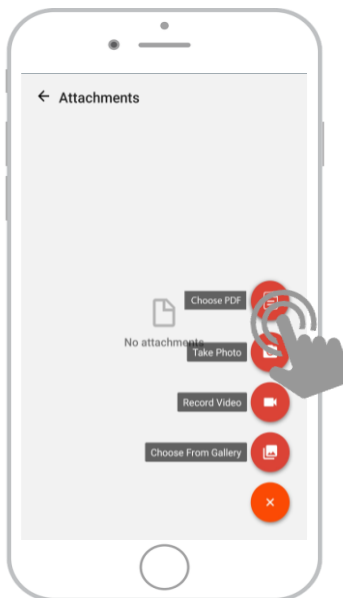 Attachments
Choose PDF
No attachments
Take Photo
Record Video
Choose From Gallery